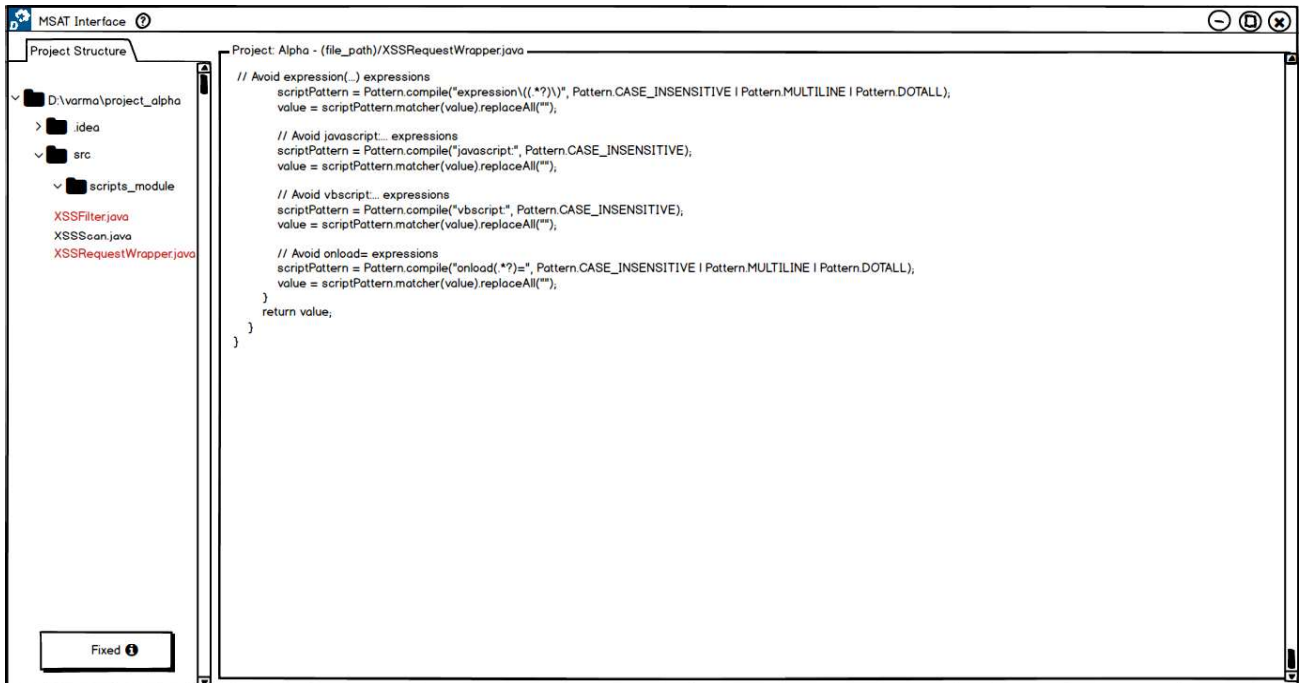 MSAT Interface ?
Project Structure
D:\varma\project_alpha
.idea
src
scripts_module
XSSFilter.java
XSSScan.java
XSSRequestWrapper.java
Fixed i
Project: Alpha - (file_path)/XSSRequestWrapper.java
// Avoid expression(...) expressions
scriptPattern = Pattern.compile("expression\((.*?)\)", Pattern.CASE_INSENSITIVE | Pattern.MULTILINE | Pattern.DOTALL);
value = scriptPattern.matcher(value).replaceAll("");
// Avoid javascript:... expressions
scriptPattern = Pattern.compile("javascript:", Pattern.CASE_INSENSITIVE);
value = scriptPattern.matcher(value).replaceAll("");
// Avoid vbscript:... expressions
scriptPattern = Pattern.compile("vbscript:", Pattern.CASE_INSENSITIVE);
value = scriptPattern.matcher(value).replaceAll("");
// Avoid onload= expressions
scriptPattern = Pattern.compile("onload(.*?)=", Pattern.CASE_INSENSITIVE | Pattern.MULTILINE | Pattern.DOTALL);
value = scriptPattern.matcher(value).replaceAll("");
}
return value;
}
}